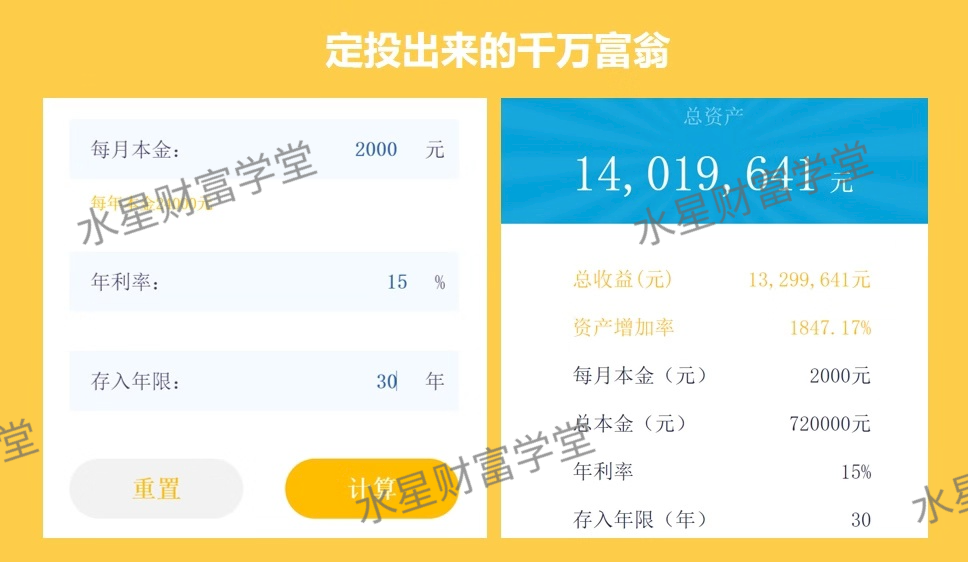 定投出来的千万富翁
每月本金: 2000 元
每年本金24000元
年利率: 15 %
存入年限: 30 年
重置 计算
总资产
14,019,641 元
总收益(元) 13,299,641元
资产增加率 1847.17%
每月本金（元） 2000元
总本金（元） 720000元
年利率 15%
存入年限（年） 30
水星财富学堂
水星财富学堂
水星财富学堂
堂
水星